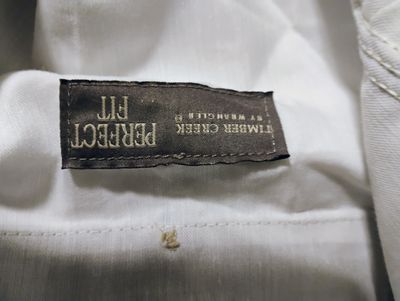 TIMBER CREEK
BY WRANGLER®
PERFECT
FIT